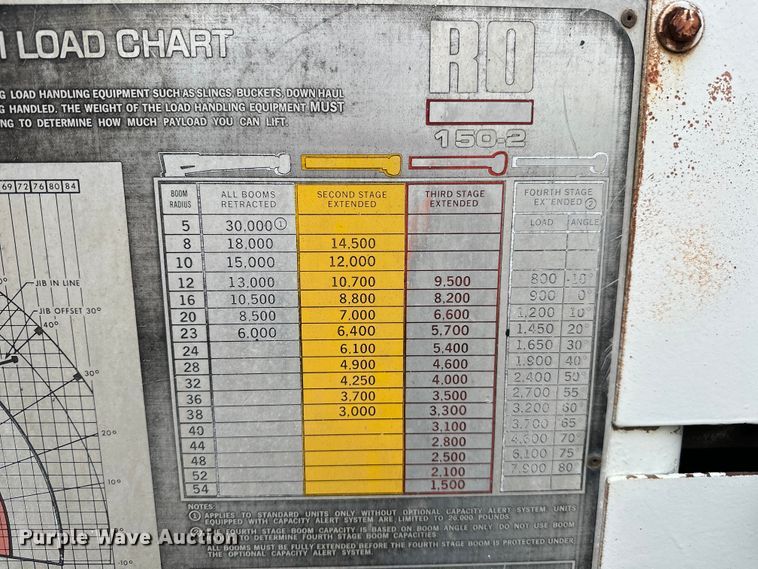 LOAD CHART
LOAD HANDLING EQUIPMENT SUCH AS SLINGS, BUCKETS, DOWN HAUL
HANDLED. THE WEIGHT OF THE LOAD HANDLING EQUIPMENT MUST
TO DETERMINE HOW MUCH PAYLOAD YOU CAN LIFT.
RO
150-2
69 72 76 80 84
JIB IN LINE
JIB OFFSET 30°
40°
30°
20°
10°
0°
-10°
BOOM RADIUS ALL BOOMS RETRACTED SECOND STAGE EXTENDED THIRD STAGE EXTENDED FOURTH STAGE EXTENDED ②
LOAD ANGLE
5 30,000 ①
8 18,000 14,500
10 15,000 12,000
12 13,000 10,700 9,500 800 -10°
16 10,500 8,800 8,200 900 0°
20 8,500 7,000 6,600 1,200 10°
23 6,000 6,400 5,700 1,450 20°
24 6,100 5,400 1,650 30
28 4,900 4,600 1,900 40°
32 4,250 4,000 2,400 50°
36 3,700 3,500 2,700 55
38 3,000 3,300 3,200 60
40 3,100 3,700 65
44 2,800 70
48 2,500 6,100 75
52 2,100 7,900 80
54 1,500
NOTES:
① APPLIES TO STANDARD UNITS ONLY WITHOUT OPTIONAL CAPACITY ALERT SYSTEM UNITS
EQUIPPED WITH CAPACITY ALERT SYSTEM ARE LIMITED TO 26,000 POUNDS.
FOURTH STAGE BOOM CAPACITY IS BASED ON BOOM ANGLE ONLY DO NOT USE BOOM
TO DETERMINE FOURTH STAGE BOOM CAPACITIES
ALL BOOMS MUST BE FULLY EXTENDED BEFORE THE FOURTH STAGE BOOM IS PROTECTED UNDER
THE OPTIONAL CAPACITY ALERT SYSTEM.
Purple Wave Auction